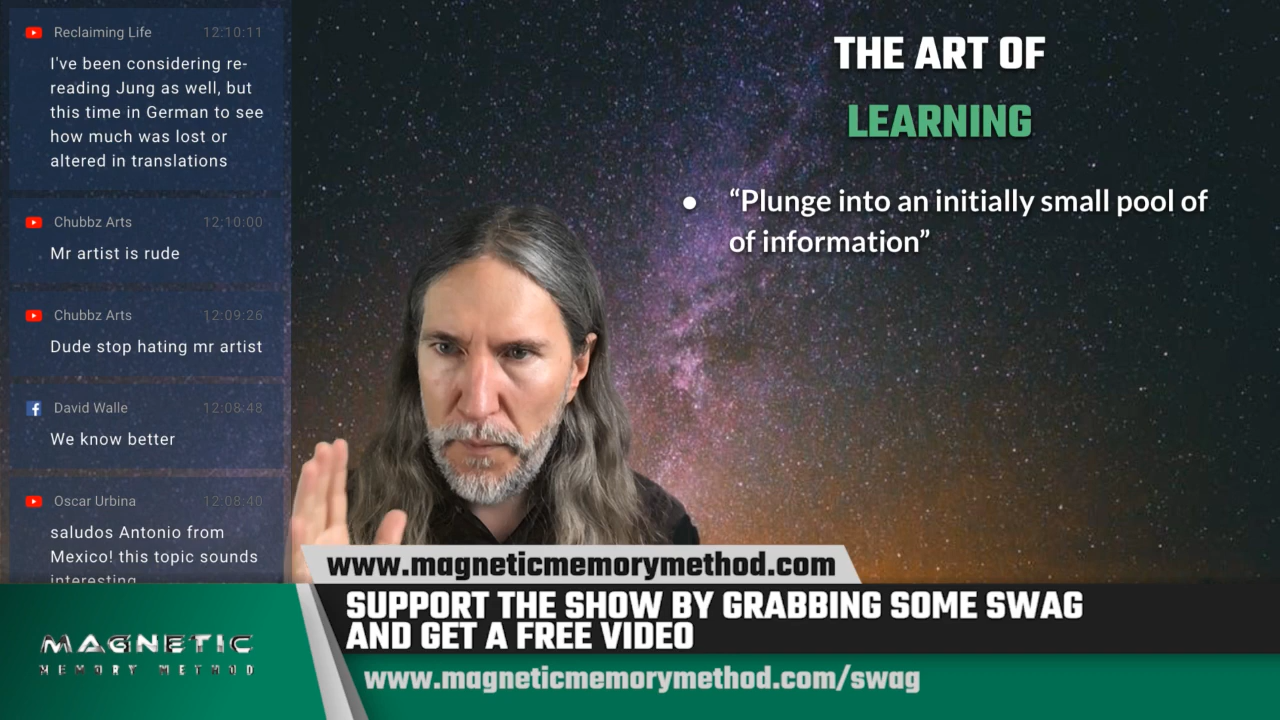 Reclaiming Life 12:10:11
I've been considering re-
reading Jung as well, but
this time in German to see
how much was lost or
altered in translations
Chubbz Arts 12:10:00
Mr artist is rude
Chubbz Arts 12:09:26
Dude stop hating mr artist
David Walle 12:08:48
We know better
Oscar Urbina 12:08:40
saludos Antonio from
Mexico! this topic sounds
interesting
THE ART OF
LEARNING
● “Plunge into an initially small pool of
of information”
www.magneticmemorymethod.com
SUPPORT THE SHOW BY GRABBING SOME SWAG
AND GET A FREE VIDEO
www.magneticmemorymethod.com/swag
MAGNETIC
MEMORY METHOD